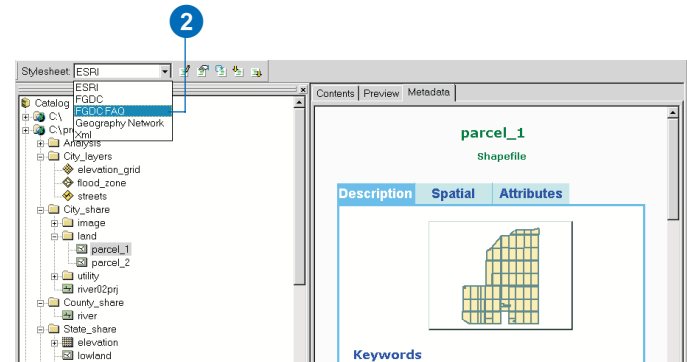 2
Stylesheet: ESRI
ESRI
FGDC
FGDC FAQ
Geography Network
Xml
Catalog
C:\
Analysis
City_layers
elevation_grid
flood_zone
streets
City_share
image
land
parcel_1
parcel_2
utility
river02prj
County_share
river
State_share
elevation
lowland
Contents Preview Metadata
parcel_1
Shapefile
Description Spatial Attributes
Keywords